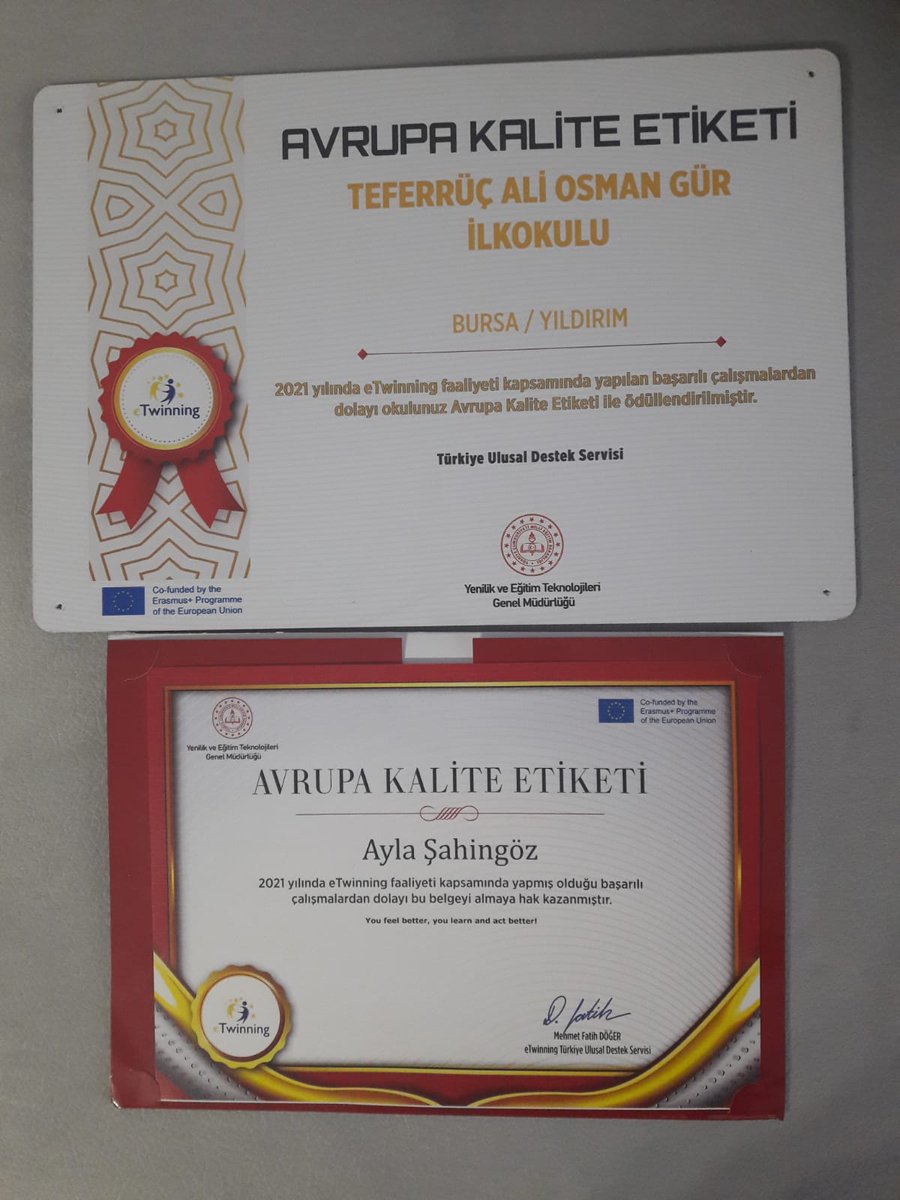 AVRUPA KALİTE ETİKETİ
TEFERRÜÇ ALİ OSMAN GÜR
İLKOKULU
BURSA / YILDIRIM
2021 yılında eTwinning faaliyeti kapsamında yapılan başarılı çalışmalardan
dolayı okulunuz Avrupa Kalite Etiketi ile ödüllendirilmiştir.
Türkiye Ulusal Destek Servisi
eTwinning
Yenilik ve Eğitim Teknolojileri
Genel Müdürlüğü
Co-funded by the
Erasmus+ Programme
of the European Union
Yenilik ve Eğitim Teknolojileri
Genel Müdürlüğü
Co-funded by the
Erasmus+ Programme
of the European Union
AVRUPA KALİTE ETİKETİ
Ayla Şahingöz
2021 yılında eTwinning faaliyeti kapsamında yapmış olduğu başarılı
çalışmalardan dolayı bu belgeyi almaya hak kazanmıştır.
You feel better, you learn and act better!
eTwinning
Mehmet Fatih DÖĞER
eTwinning Türkiye Ulusal Destek Servisi